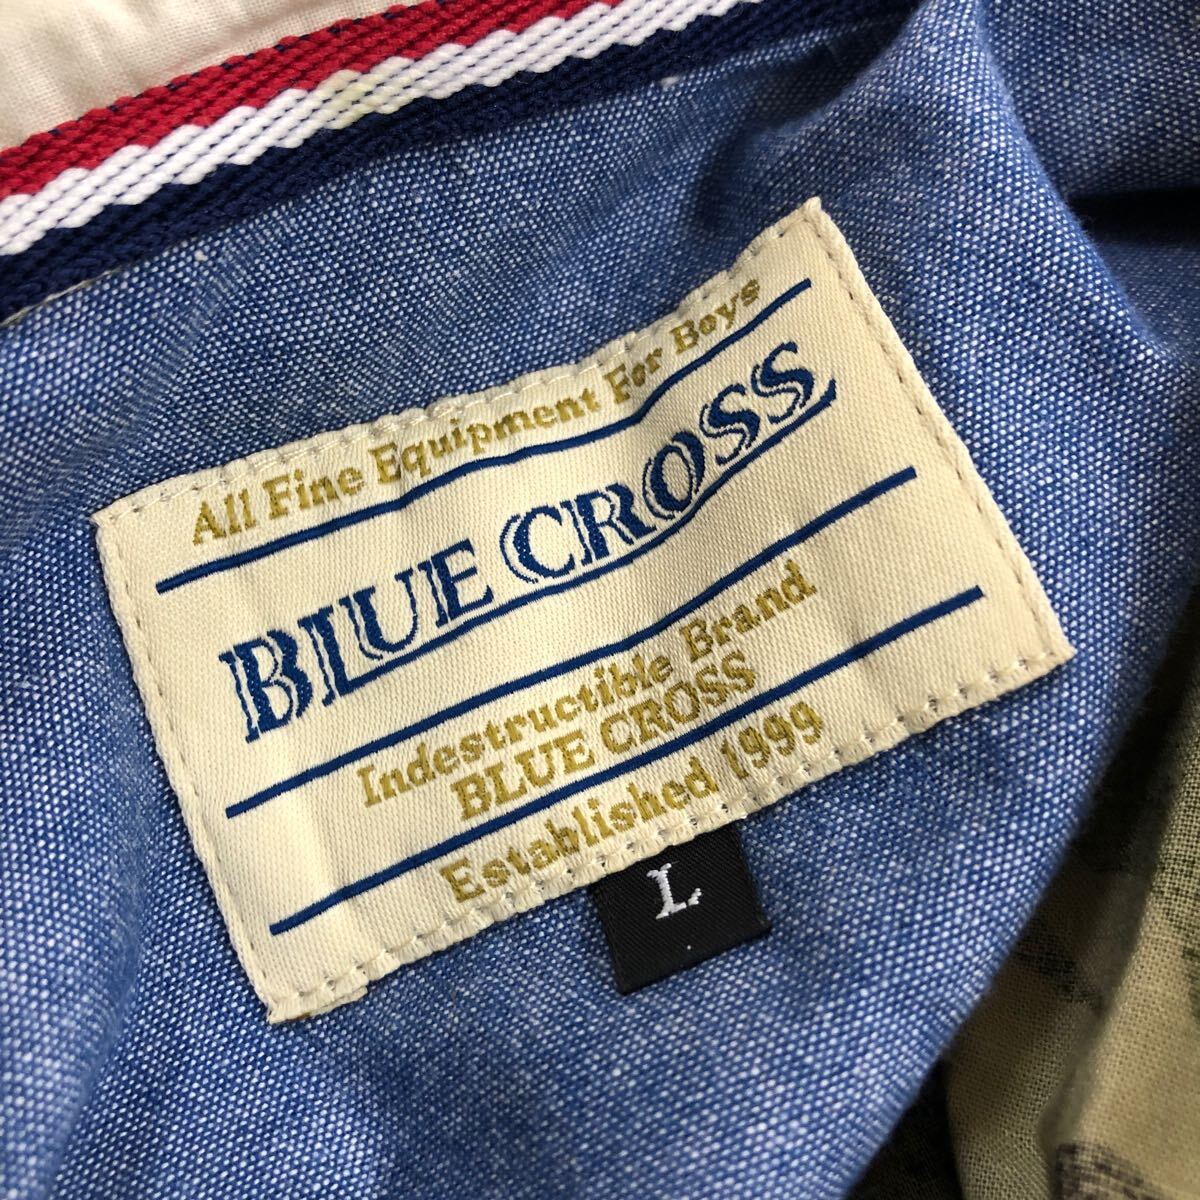 All Fine Equipment For Boys
BLUE CROSS
Indestructible Brand
BLUE CROSS
Established 1999
L